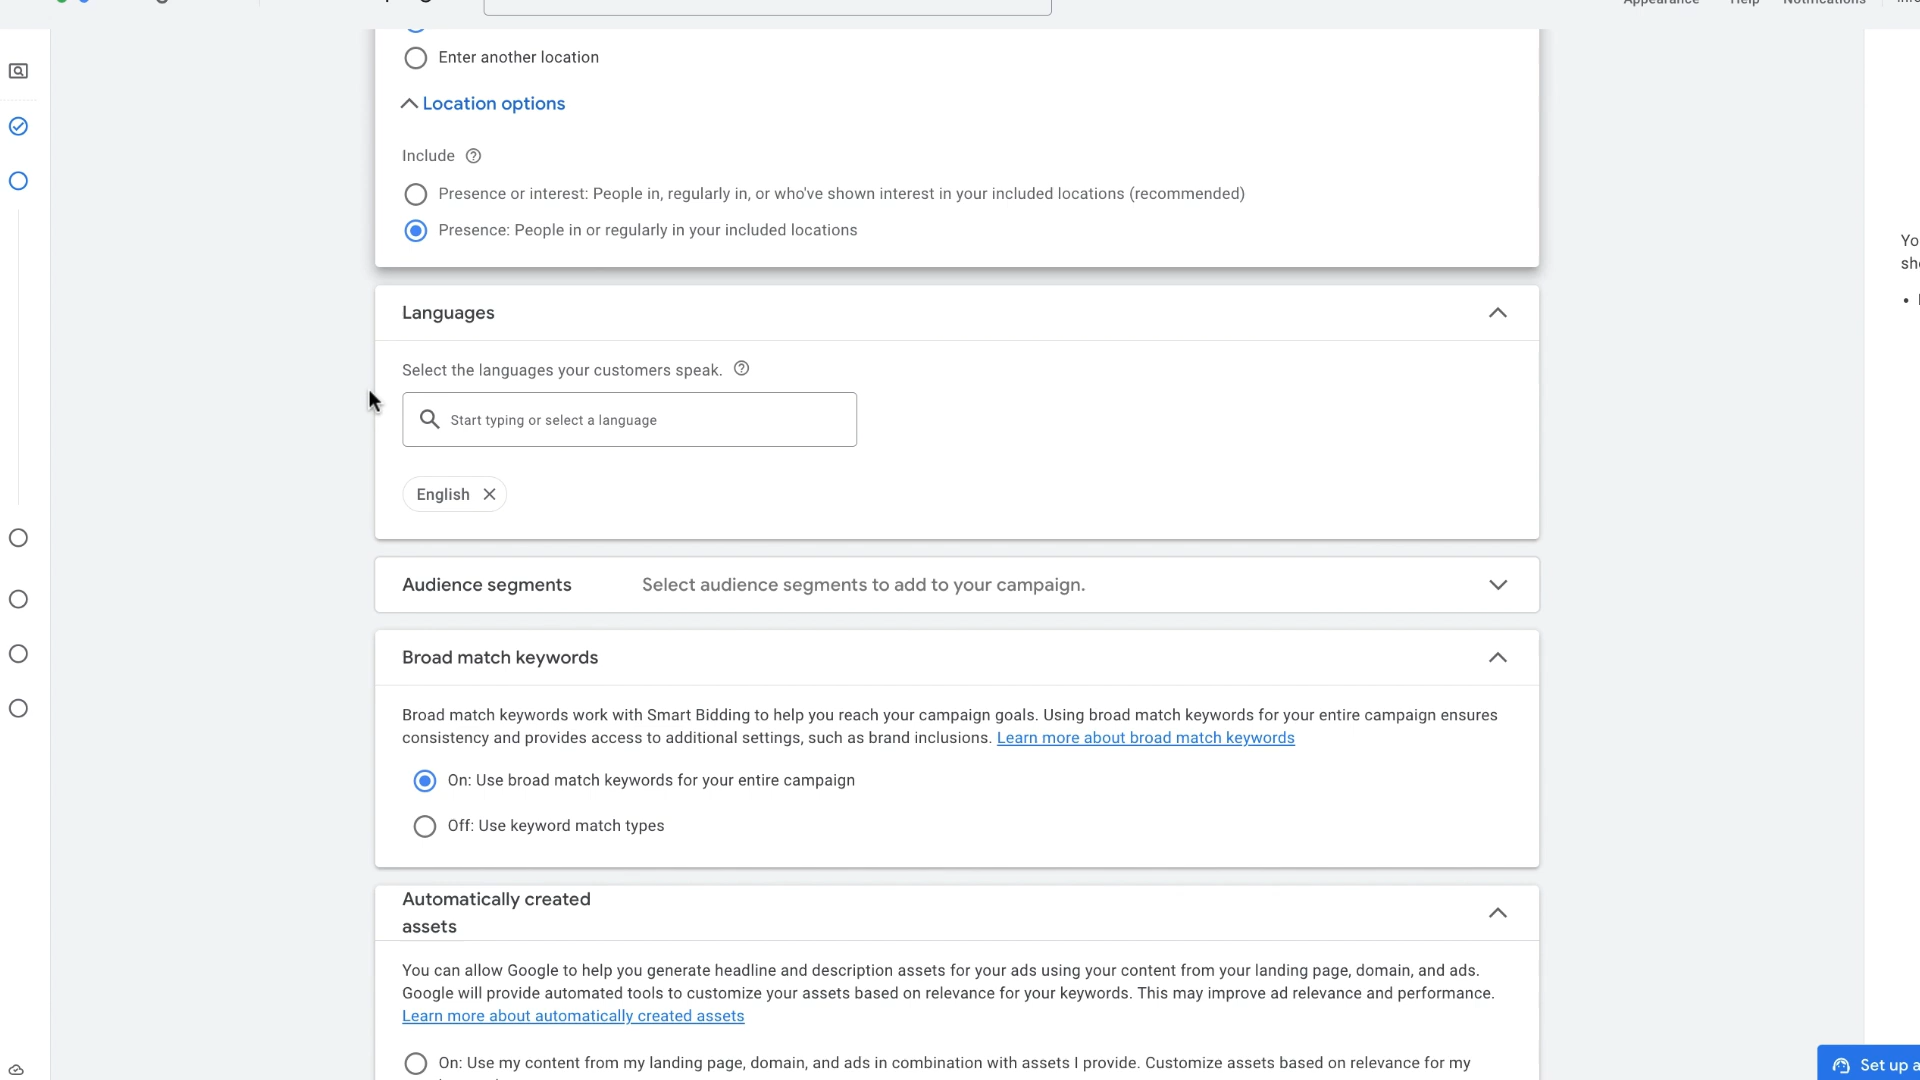 Appearance
Help
Notifications
Enter another location
Location options
Include
Presence or interest: People in, regularly in, or who've shown interest in your included locations (recommended)
Presence: People in or regularly in your included locations
Languages
Select the languages your customers speak.
Start typing or select a language
English
Audience segments
Select audience segments to add to your campaign.
Broad match keywords
Broad match keywords work with Smart Bidding to help you reach your campaign goals. Using broad match keywords for your entire campaign ensures
consistency and provides access to additional settings, such as brand inclusions. Learn more about broad match keywords
On: Use broad match keywords for your entire campaign
Off: Use keyword match types
Automatically created
assets
You can allow Google to help you generate headline and description assets for your ads using your content from your landing page, domain, and ads.
Google will provide automated tools to customize your assets based on relevance for your keywords. This may improve ad relevance and performance.
Learn more about automatically created assets
On: Use my content from my landing page, domain, and ads in combination with assets I provide. Customize assets based on relevance for my
Set up a